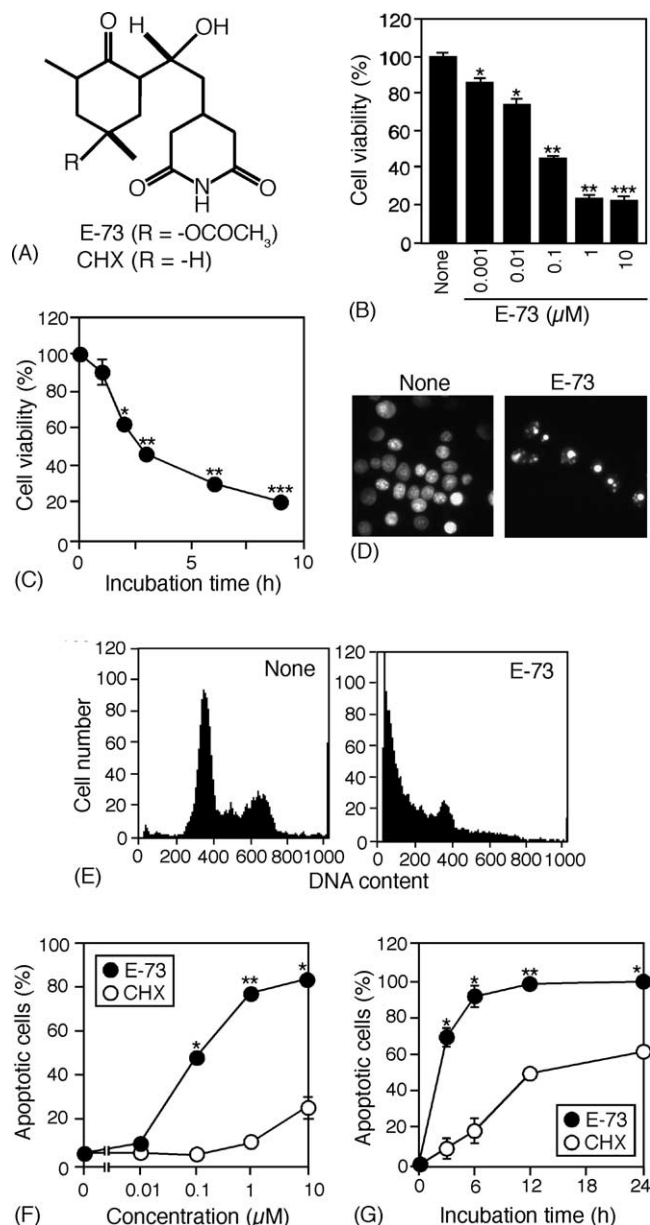 O
H
OH
R
O
N
H
O
E-73 (R = -OCOCH3)
CHX (R = -H)
(A)
Cell viability (%)
120
100
80
60
40
20
0
*
*
**
**
***
None
0.001
0.01
0.1
1
10
E-73 (µM)
(B)
Cell viability (%)
120
100
80
60
40
20
0
*
**
**
***
0
5
10
Incubation time (h)
(C)
None
E-73
(D)
Cell number
120
100
80
60
40
20
0
None
0
200
400
600
800
1000
120
100
80
60
40
20
0
E-73
0
200
400
600
800
1000
DNA content
(E)
Apoptotic cells (%)
100
80
60
40
20
0
E-73
CHX
*
**
*
0
0.01
0.1
1
10
Concentration (µM)
(F)
Apoptotic cells (%)
120
100
80
60
40
20
0
*
*
**
*
E-73
CHX
0
6
12
24
Incubation time (h)
(G)